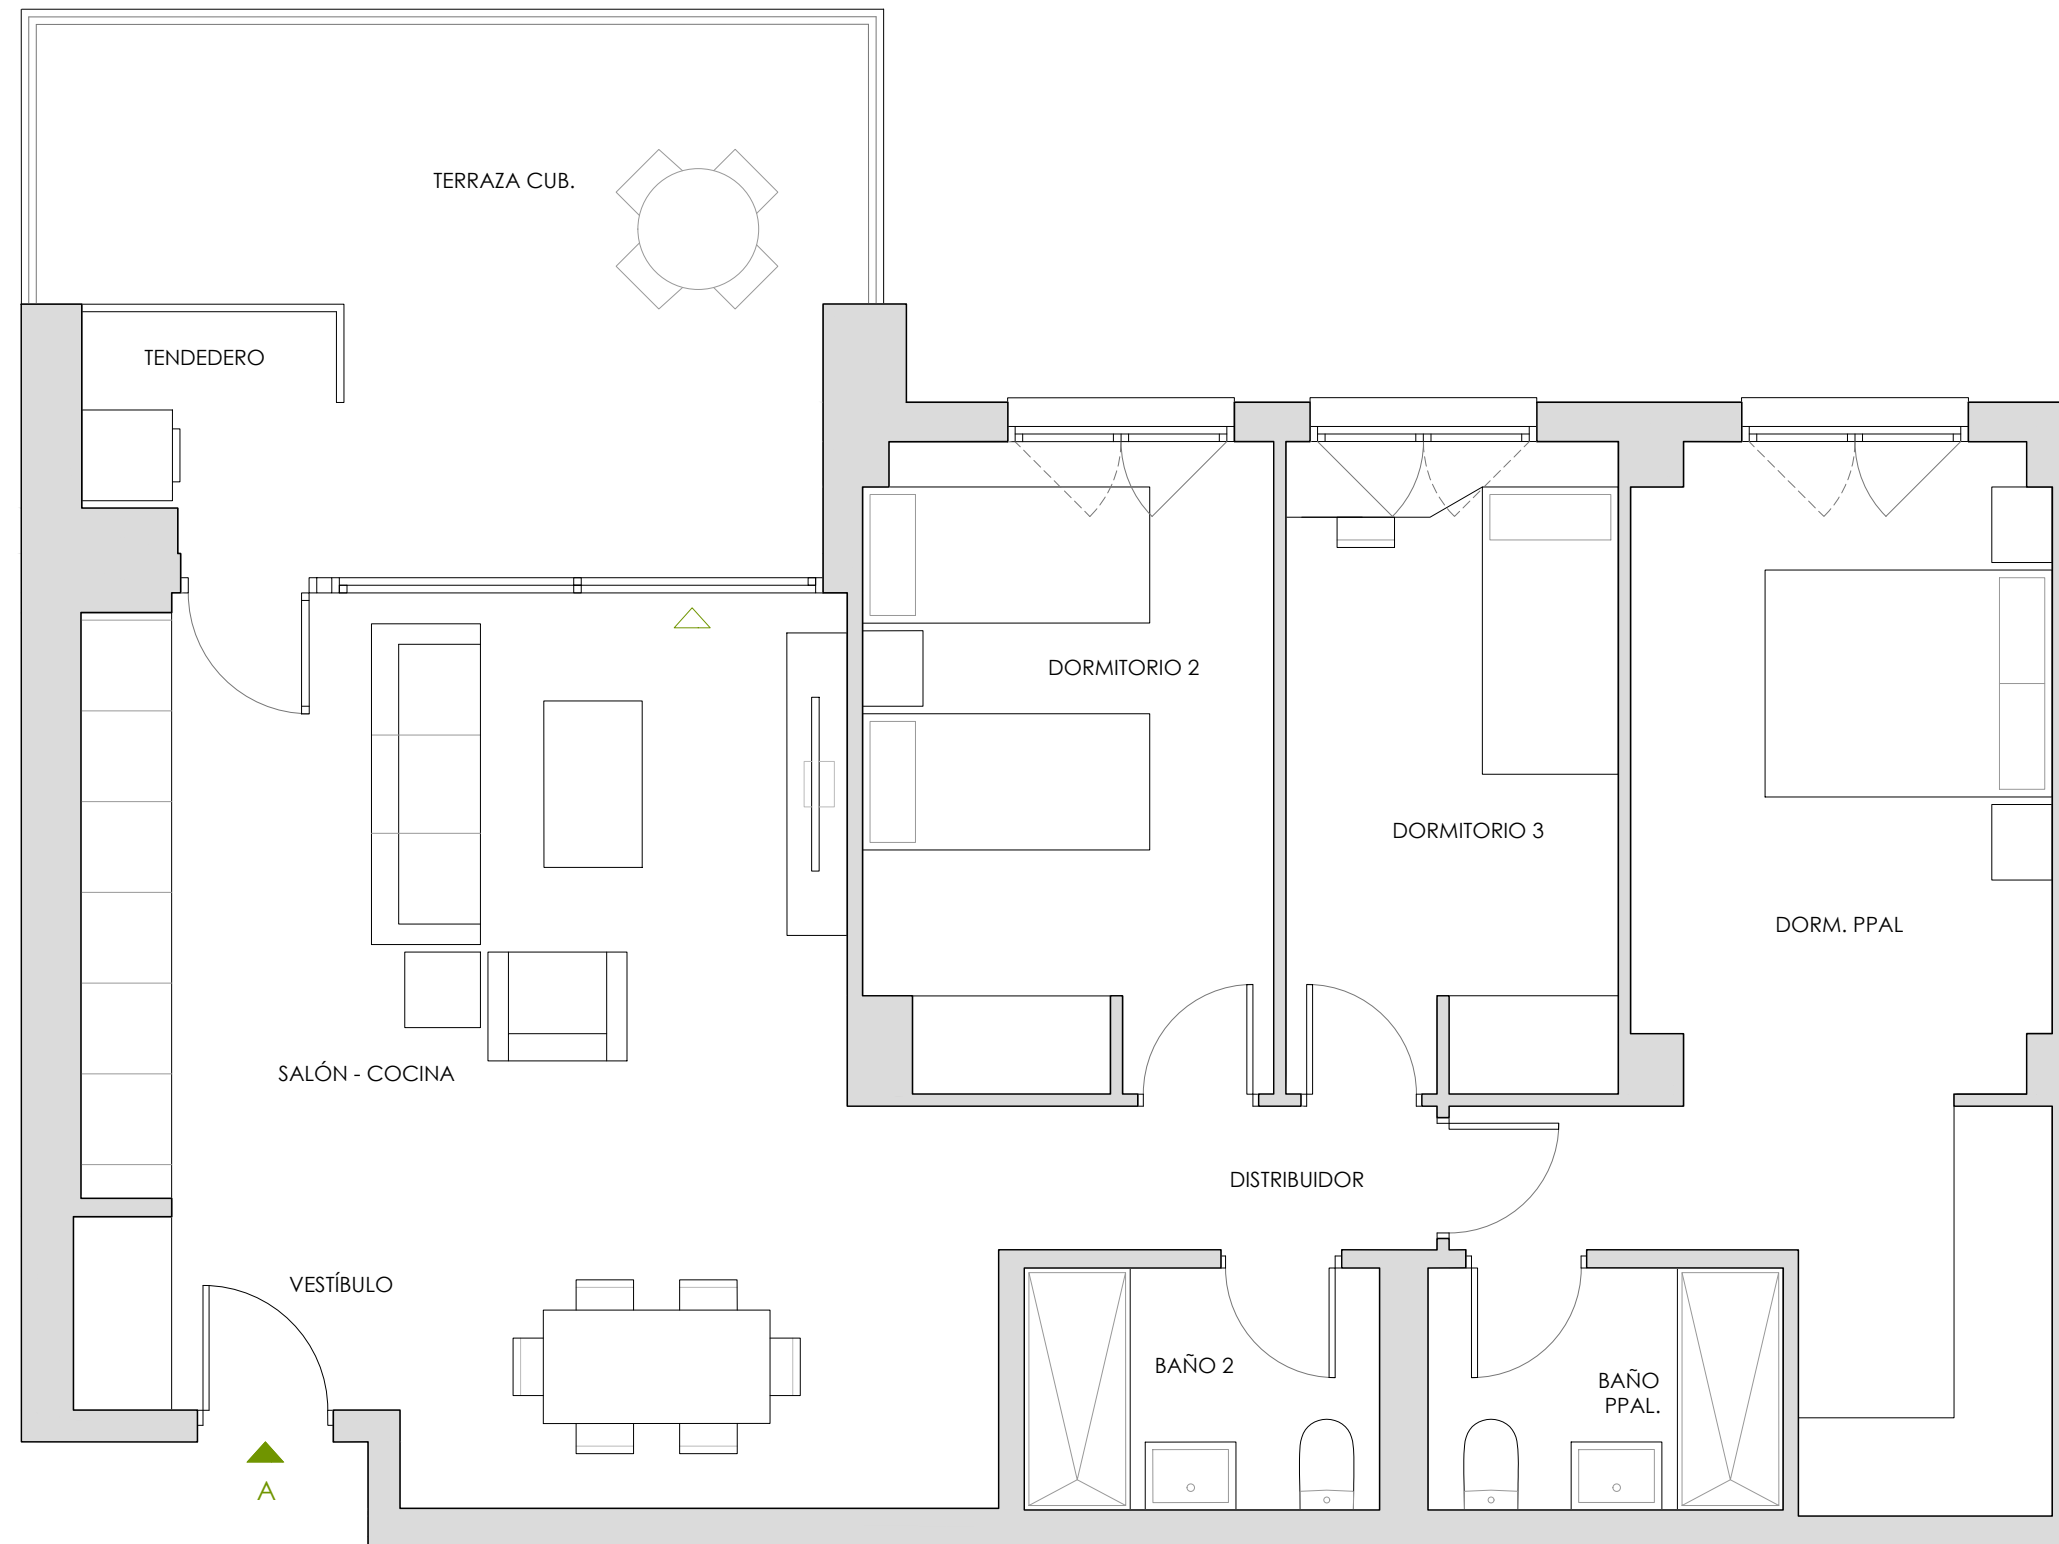 TERRAZA CUB.
TENDEDERO
DORMITORIO 2
DORMITORIO 3
DORM. PPAL
SALÓN - COCINA
DISTRIBUIDOR
VESTÍBULO
BAÑO 2
BAÑO
PPAL.
A